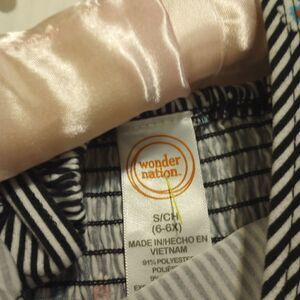 wonder
nation.
S/CH
(6-6X)
MADE IN/HECHO EN
VIETNAM
91% POLYESTER